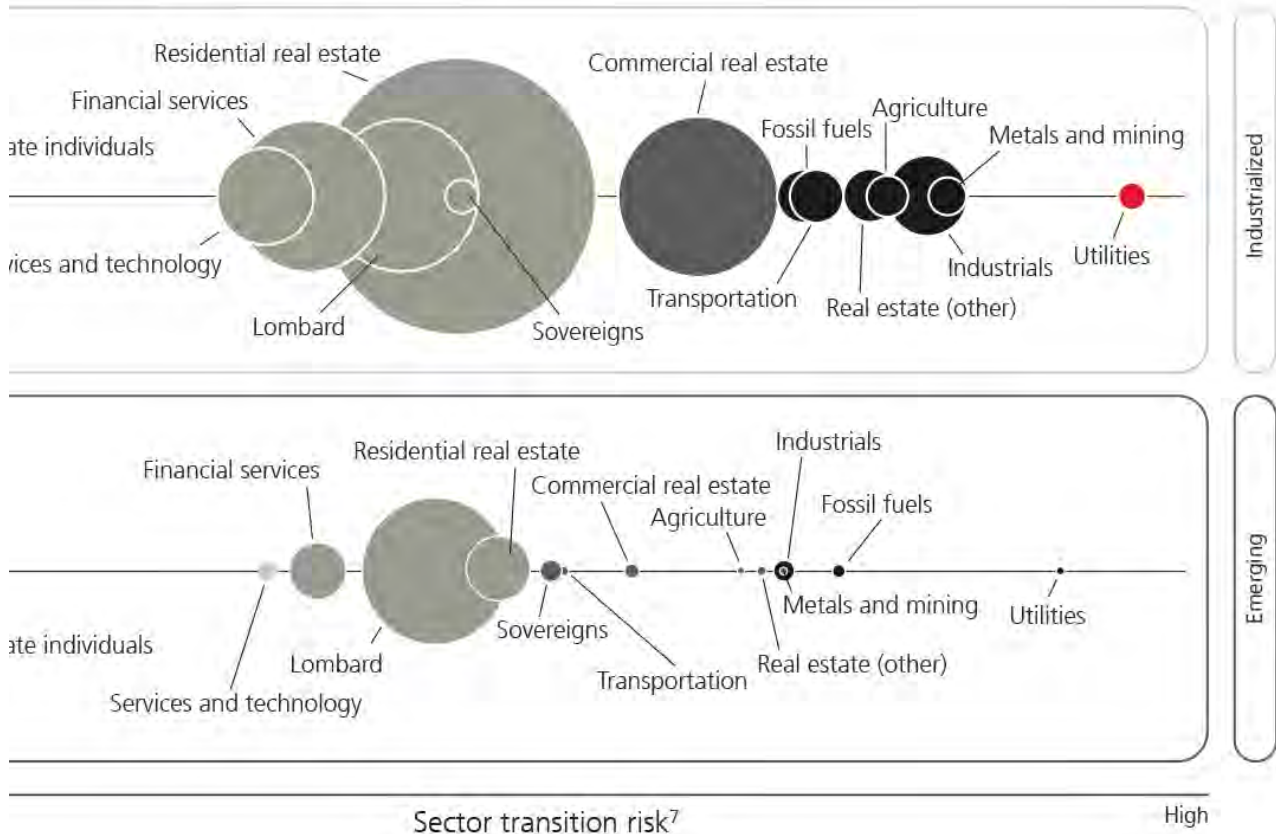 Residential real estate
Commercial real estate
Financial services
Agriculture
Fossil fuels
Metals and mining
ate individuals
vices and technology
Utilities
Industrials
Transportation
Real estate (other)
Lombard
Sovereigns
Industrialized
Industrials
Residential real estate
Financial services
Commercial real estate
Fossil fuels
Agriculture
Metals and mining
Utilities
Sovereigns
ate individuals
Lombard
Real estate (other)
Transportation
Services and technology
Emerging
Sector transition risk⁷
High